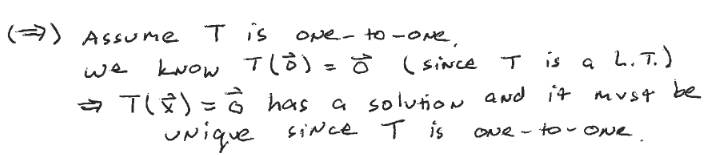 (⇒) Assume T is one-to-one,
we know T(0⃗) = 0⃗ (since T is a L.T.)
⇒ T(x⃗) = 0⃗ has a solution and it must be
unique since T is one-to-one.